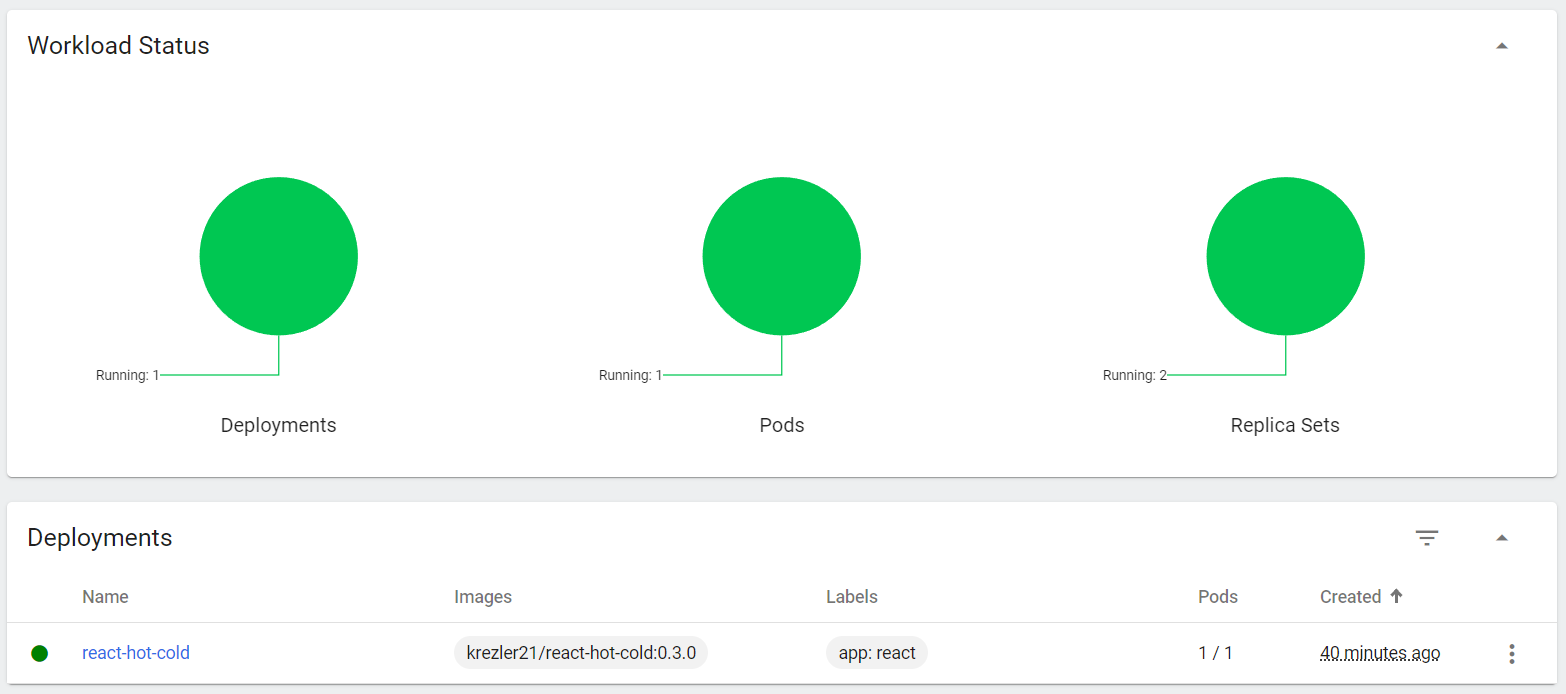 Workload Status
Running: 1
Running: 1
Running: 2
Deployments
Pods
Replica Sets
Deployments
Name Images Labels Pods Created
react-hot-cold krezler21/react-hot-cold:0.3.0 app: react 1 / 1 40 minutes ago